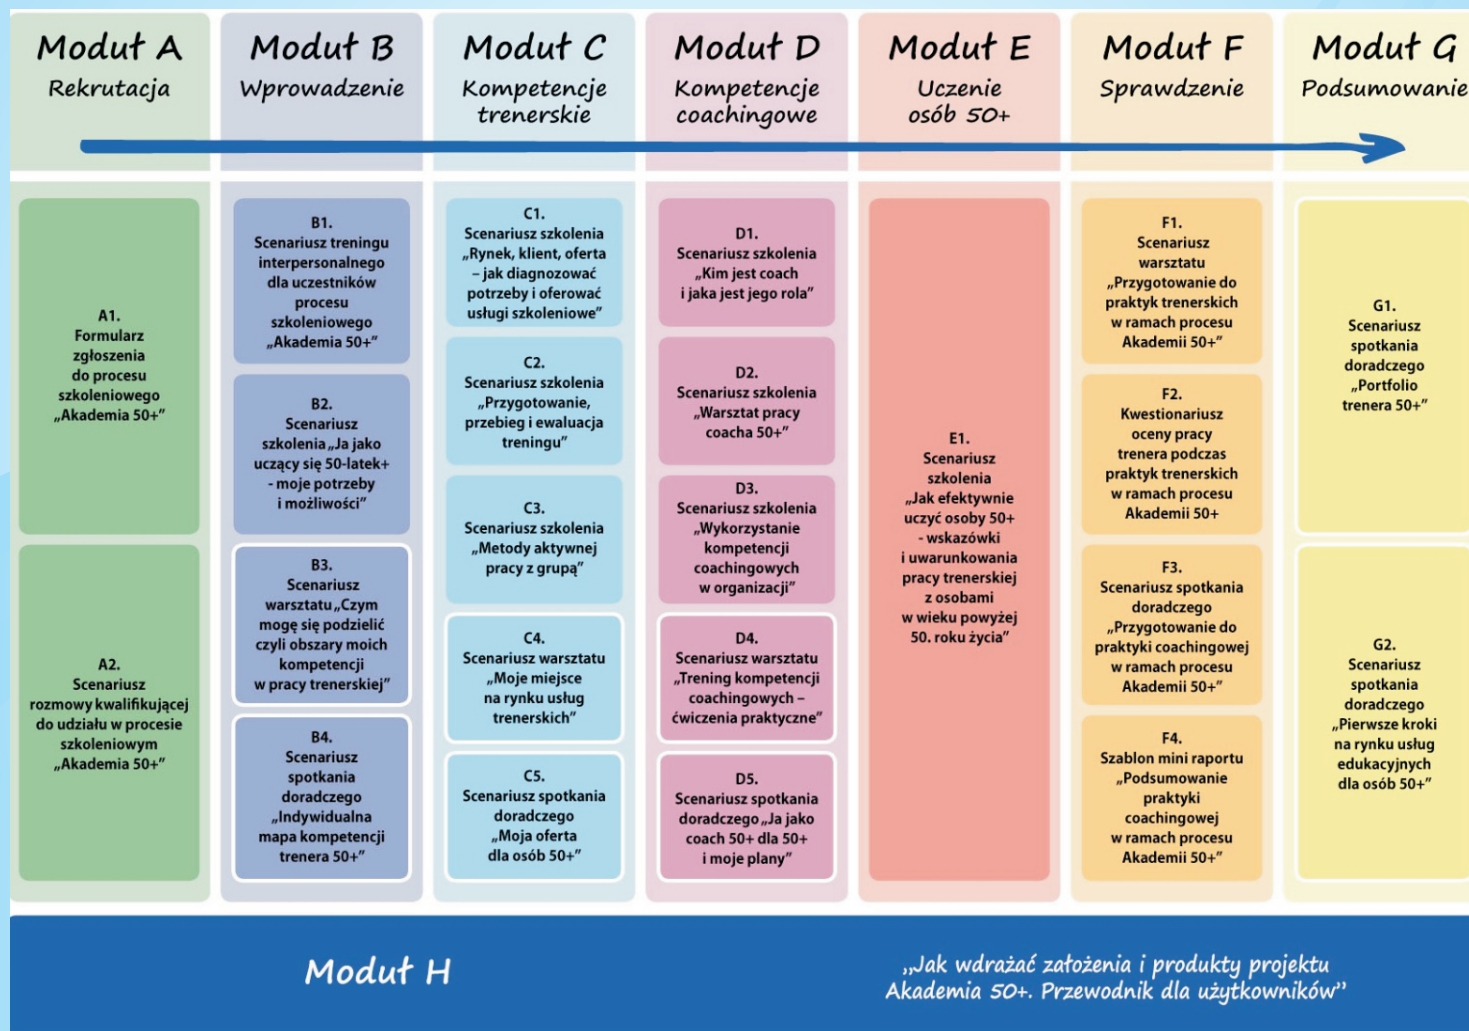 Moduł A
Rekrutacja
Moduł B
Wprowadzenie
Moduł C
Kompetencje
trenerskie
Moduł D
Kompetencje
coachingowe
Moduł E
Uczenie
osób 50+
Moduł F
Sprawdzenie
Moduł G
Podsumowanie
A1.
Formularz
zgłoszenia
do procesu
szkoleniowego
„Akademia 50+”
A2.
Scenariusz
rozmowy kwalifikującej
do udziału w procesie
szkoleniowym
„Akademia 50+”
B1.
Scenariusz treningu
interpersonalnego
dla uczestników
procesu
szkoleniowego
„Akademia 50+”
B2.
Scenariusz
szkolenia „Ja jako
uczący się 50-latek+
- moje potrzeby
i możliwości”
B3.
Scenariusz
warsztatu „Czym
mogę się podzielić
czyli obszary moich
kompetencji
w pracy trenerskiej”
B4.
Scenariusz
spotkania
doradczego
„Indywidualna
mapa kompetencji
trenera 50+”
C1.
Scenariusz szkolenia
„Rynek, klient, oferta
– jak diagnozować
potrzeby i oferować
usługi szkoleniowe”
C2.
Scenariusz szkolenia
„Przygotowanie,
przebieg i ewaluacja
treningu”
C3.
Scenariusz szkolenia
„Metody aktywnej
pracy z grupą”
C4.
Scenariusz warsztatu
„Moje miejsce
na rynku usług
trenerskich”
C5.
Scenariusz spotkania
doradczego
„Moja oferta
dla osób 50+”
D1.
Scenariusz szkolenia
„Kim jest coach
i jaka jest jego rola”
D2.
Scenariusz szkolenia
„Warsztat pracy
coacha 50+”
D3.
Scenariusz szkolenia
„Wykorzystanie
kompetencji
coachingowych
w organizacji”
D4.
Scenariusz warsztatu
„Trening kompetencji
coachingowych –
ćwiczenia praktyczne”
D5.
Scenariusz spotkania
doradczego „Ja jako
coach 50+ dla 50+
i moje plany”
E1.
Scenariusz
szkolenia
„Jak efektywnie
uczyć osoby 50+
- wskazówki
i uwarunkowania
pracy trenerskiej
z osobami
w wieku powyżej
50. roku życia”
F1.
Scenariusz
warsztatu
„Przygotowanie do
praktyk trenerskich
w ramach procesu
Akademii 50+”
F2.
Kwestionariusz
oceny pracy
trenera podczas
praktyk trenerskich
w ramach procesu
Akademii 50+
F3.
Scenariusz spotkania
doradczego
„Przygotowanie do
praktyki coachingowej
w ramach procesu
Akademii 50+”
F4.
Szablon mini raportu
„Podsumowanie
praktyki
coachingowej
w ramach procesu
Akademii 50+”
G1.
Scenariusz
spotkania
doradczego
„Portfolio
trenera 50+”
G2.
Scenariusz
spotkania
doradczego
„Pierwsze kroki
na rynku usług
edukacyjnych
dla osób 50+”
Moduł H
„Jak wdrażać założenia i produkty projektu
Akademia 50+. Przewodnik dla użytkowników”